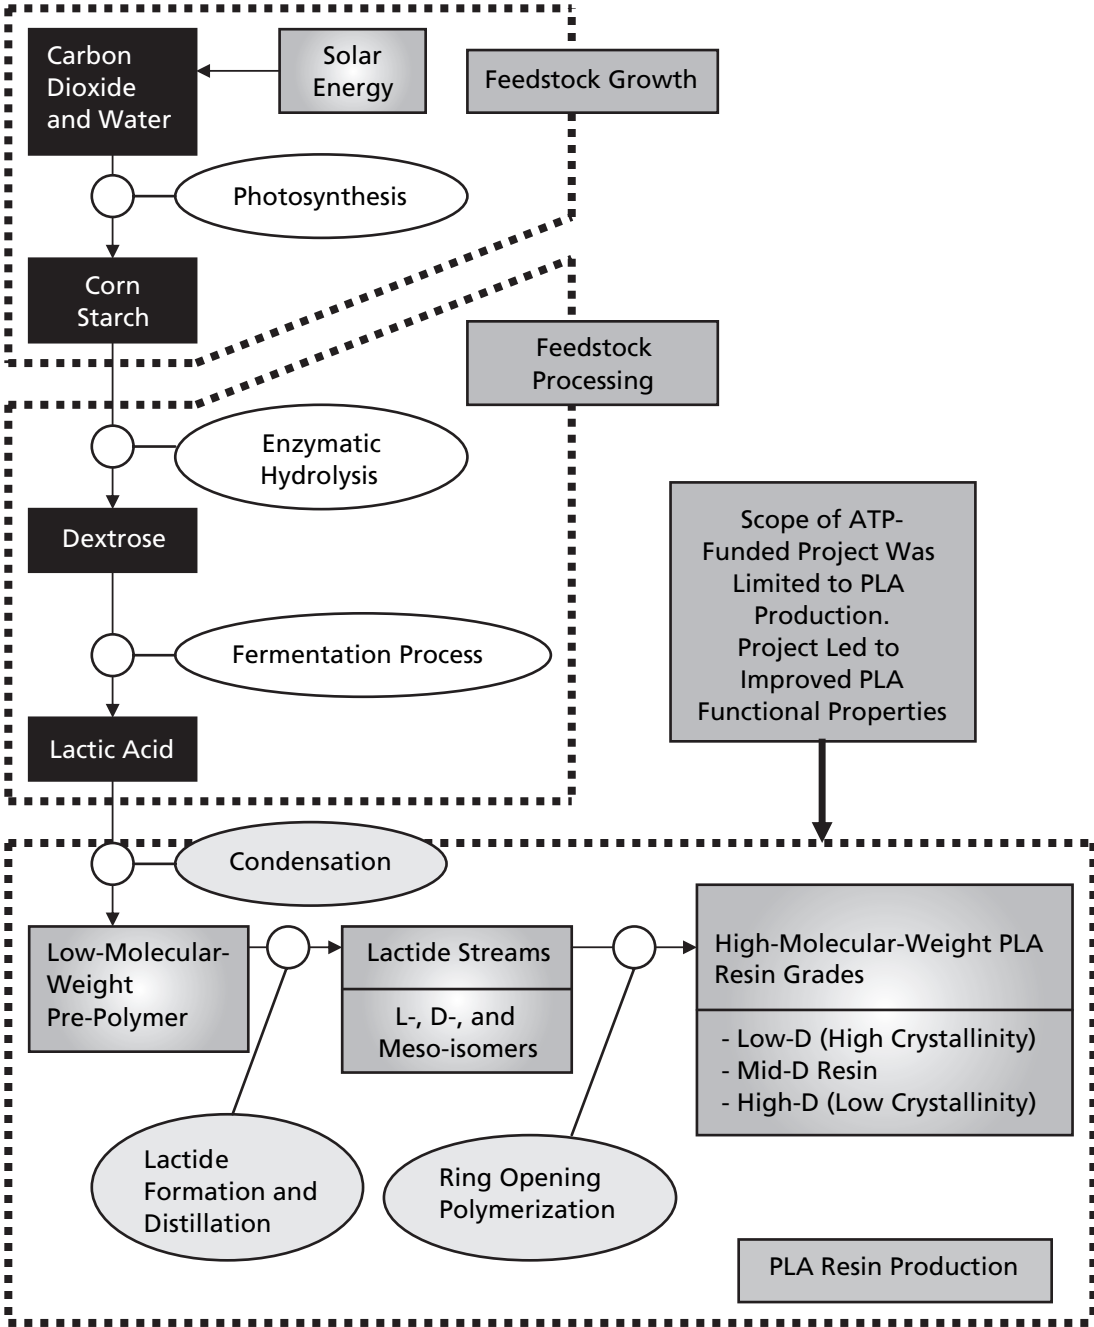 Carbon
Dioxide
and Water
Solar
Energy
Feedstock Growth
Photosynthesis
Corn
Starch
Feedstock
Processing
Enzymatic
Hydrolysis
Dextrose
Scope of ATP-
Funded Project Was
Limited to PLA
Production.
Project Led to
Improved PLA
Functional Properties
Fermentation Process
Lactic Acid
Condensation
Low-Molecular-
Weight
Pre-Polymer
Lactide Streams
L-, D-, and
Meso-isomers
High-Molecular-Weight PLA
Resin Grades
- Low-D (High Crystallinity)
- Mid-D Resin
- High-D (Low Crystallinity)
Lactide
Formation and
Distillation
Ring Opening
Polymerization
PLA Resin Production